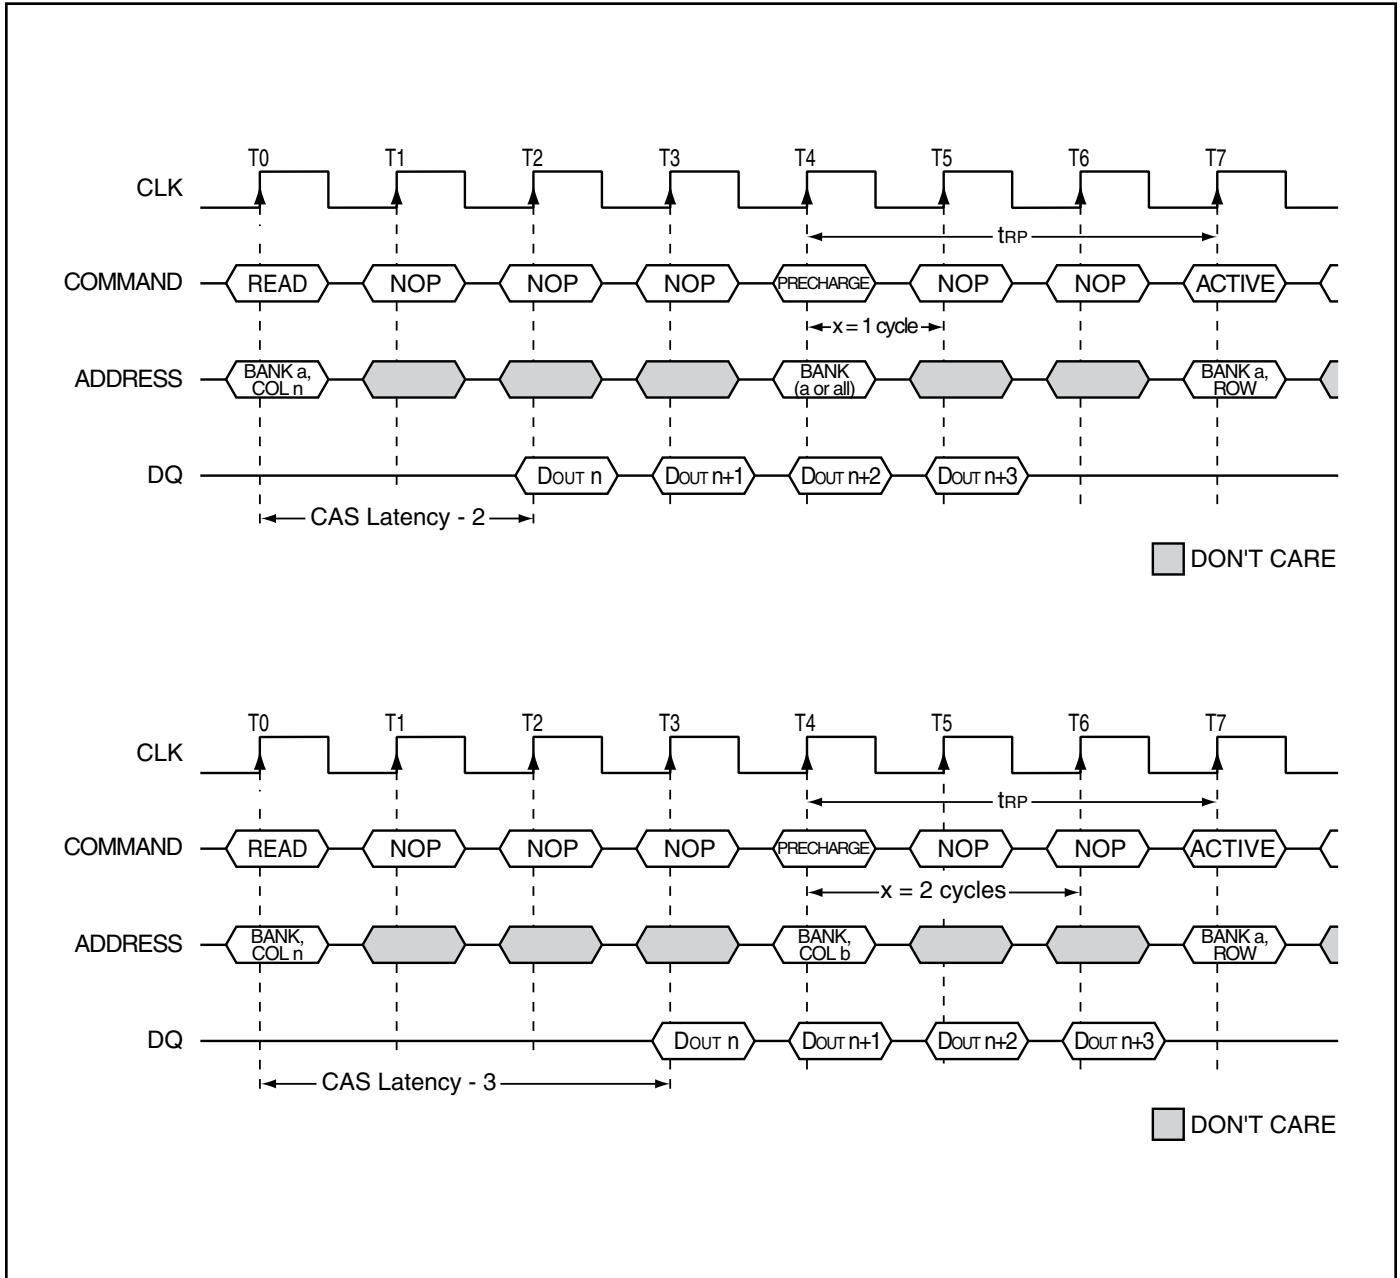 T0 T1 T2 T3 T4 T5 T6 T7
CLK
tRP
COMMAND READ NOP NOP NOP PRECHARGE NOP NOP ACTIVE
x = 1 cycle
ADDRESS BANK a, COL n BANK (a or all) BANK a, ROW
DQ DOUT n DOUT n+1 DOUT n+2 DOUT n+3
CAS Latency - 2
DON'T CARE
T0 T1 T2 T3 T4 T5 T6 T7
CLK
tRP
COMMAND READ NOP NOP NOP PRECHARGE NOP NOP ACTIVE
x = 2 cycles
ADDRESS BANK, COL n BANK, COL b BANK a, ROW
DQ DOUT n DOUT n+1 DOUT n+2 DOUT n+3
CAS Latency - 3
DON'T CARE